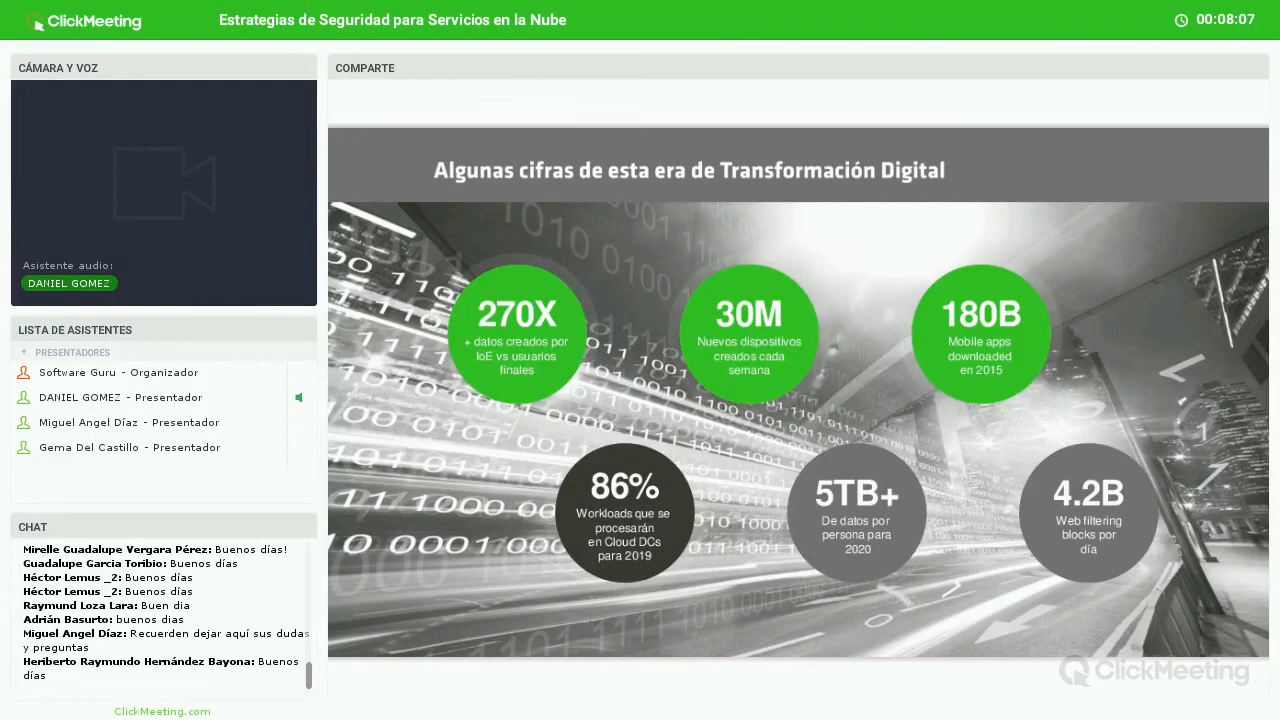 ClickMeeting
Estrategias de Seguridad para Servicios en la Nube
00:08:07
CÁMARA Y VOZ
Asistente audio:
DANIEL GOMEZ
LISTA DE ASISTENTES
PRESENTADORES
Software Guru - Organizador
DANIEL GOMEZ - Presentador
Miguel Angel Díaz - Presentador
Gema Del Castillo - Presentador
CHAT
Mirelle Guadalupe Vergara Pérez: Buenos días!
Guadalupe Garcia Toribio: Buenos días
Héctor Lemus _2: Buenos días
Héctor Lemus _2: Buenos días
Raymund Loza Lara: Buen dia
Adrián Basurto: buenos dias
Miguel Angel Díaz: Recuerden dejar aquí sus dudas
y preguntas
Heriberto Raymundo Hernández Bayona: Buenos
días
ClickMeeting.com
COMPARTE
Algunas cifras de esta era de Transformación Digital
270X
+ datos creados por
IoE vs usuarios
finales
30M
Nuevos dispositivos
creados cada
semana
180B
Mobile apps
downloaded
en 2015
86%
Workloads que se
procesarán
en Cloud DCs
para 2019
5TB+
De datos por
persona para
2020
4.2B
Web filtering
blocks por
día
ClickMeeting